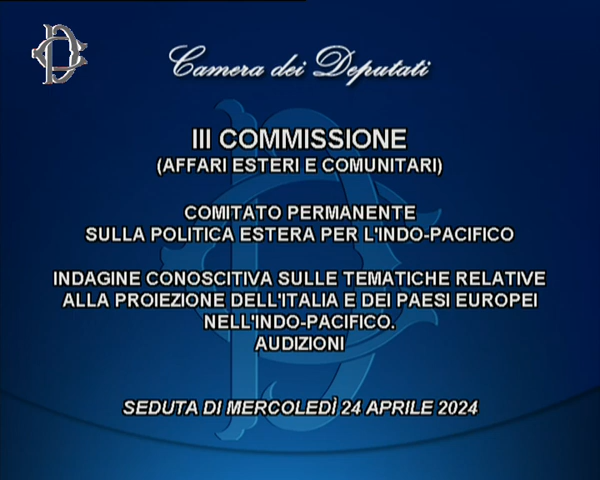 Camera dei Deputati
III COMMISSIONE
(AFFARI ESTERI E COMUNITARI)
COMITATO PERMANENTE
SULLA POLITICA ESTERA PER L'INDO-PACIFICO
INDAGINE CONOSCITIVA SULLE TEMATICHE RELATIVE
ALLA PROIEZIONE DELL'ITALIA E DEI PAESI EUROPEI
NELL'INDO-PACIFICO.
AUDIZIONI
SEDUTA DI MERCOLEDÌ 24 APRILE 2024